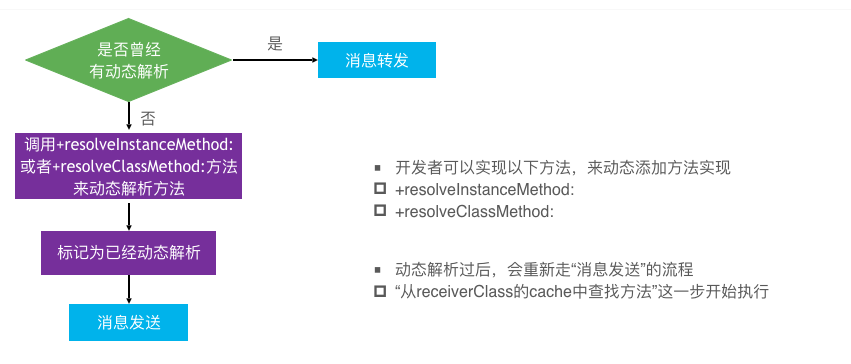 是否曾经
有动态解析
是
消息转发
否
调用+resolveInstanceMethod:
或者+resolveClassMethod:方法
来动态解析方法
标记为已经动态解析
消息发送
开发者可以实现以下方法，来动态添加方法实现
+resolveInstanceMethod:
+resolveClassMethod:
动态解析过后，会重新走“消息发送”的流程
“从receiverClass的cache中查找方法”这一步开始执行